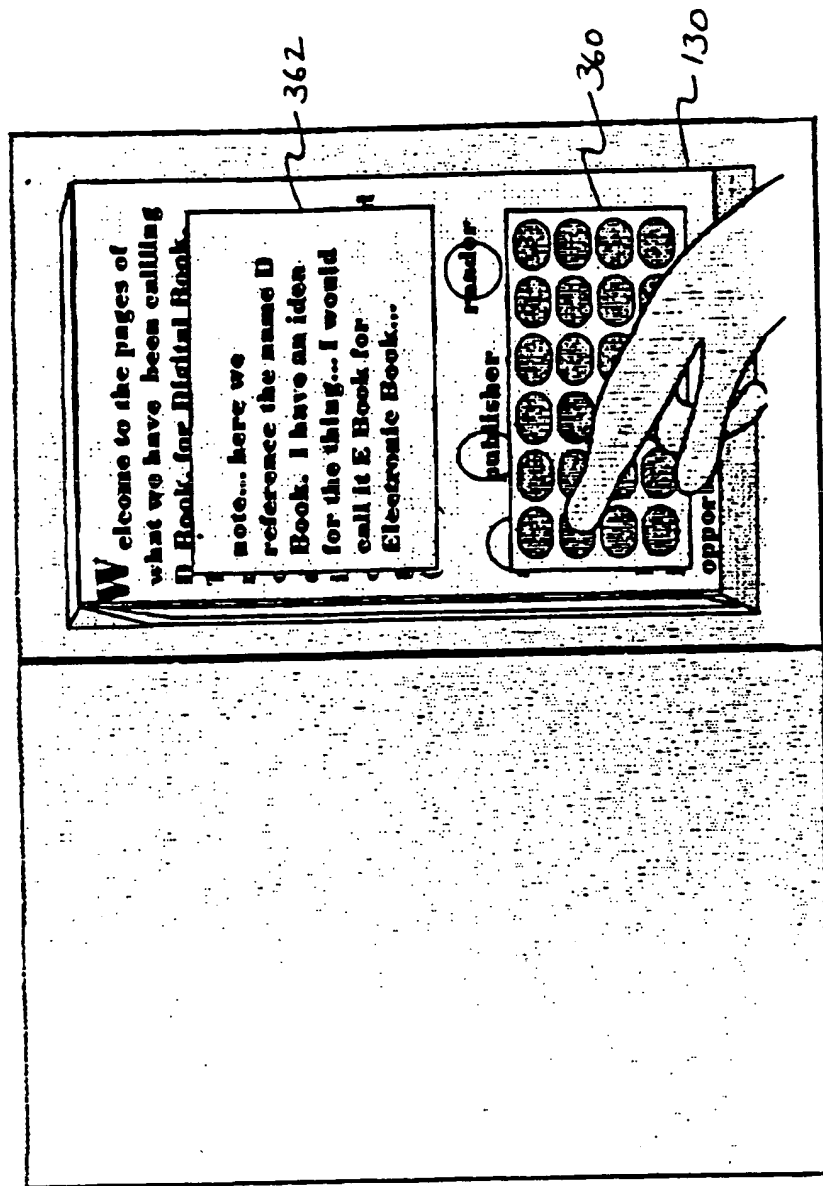 Welcome to the pages of
what we have been callling
D Book, for Digital Book.
note... here we
reference the name D
Book. I have an idea
for the thing... I would
call it E Book for
Electronic Book...
publisher reader
oppor
362
360
130